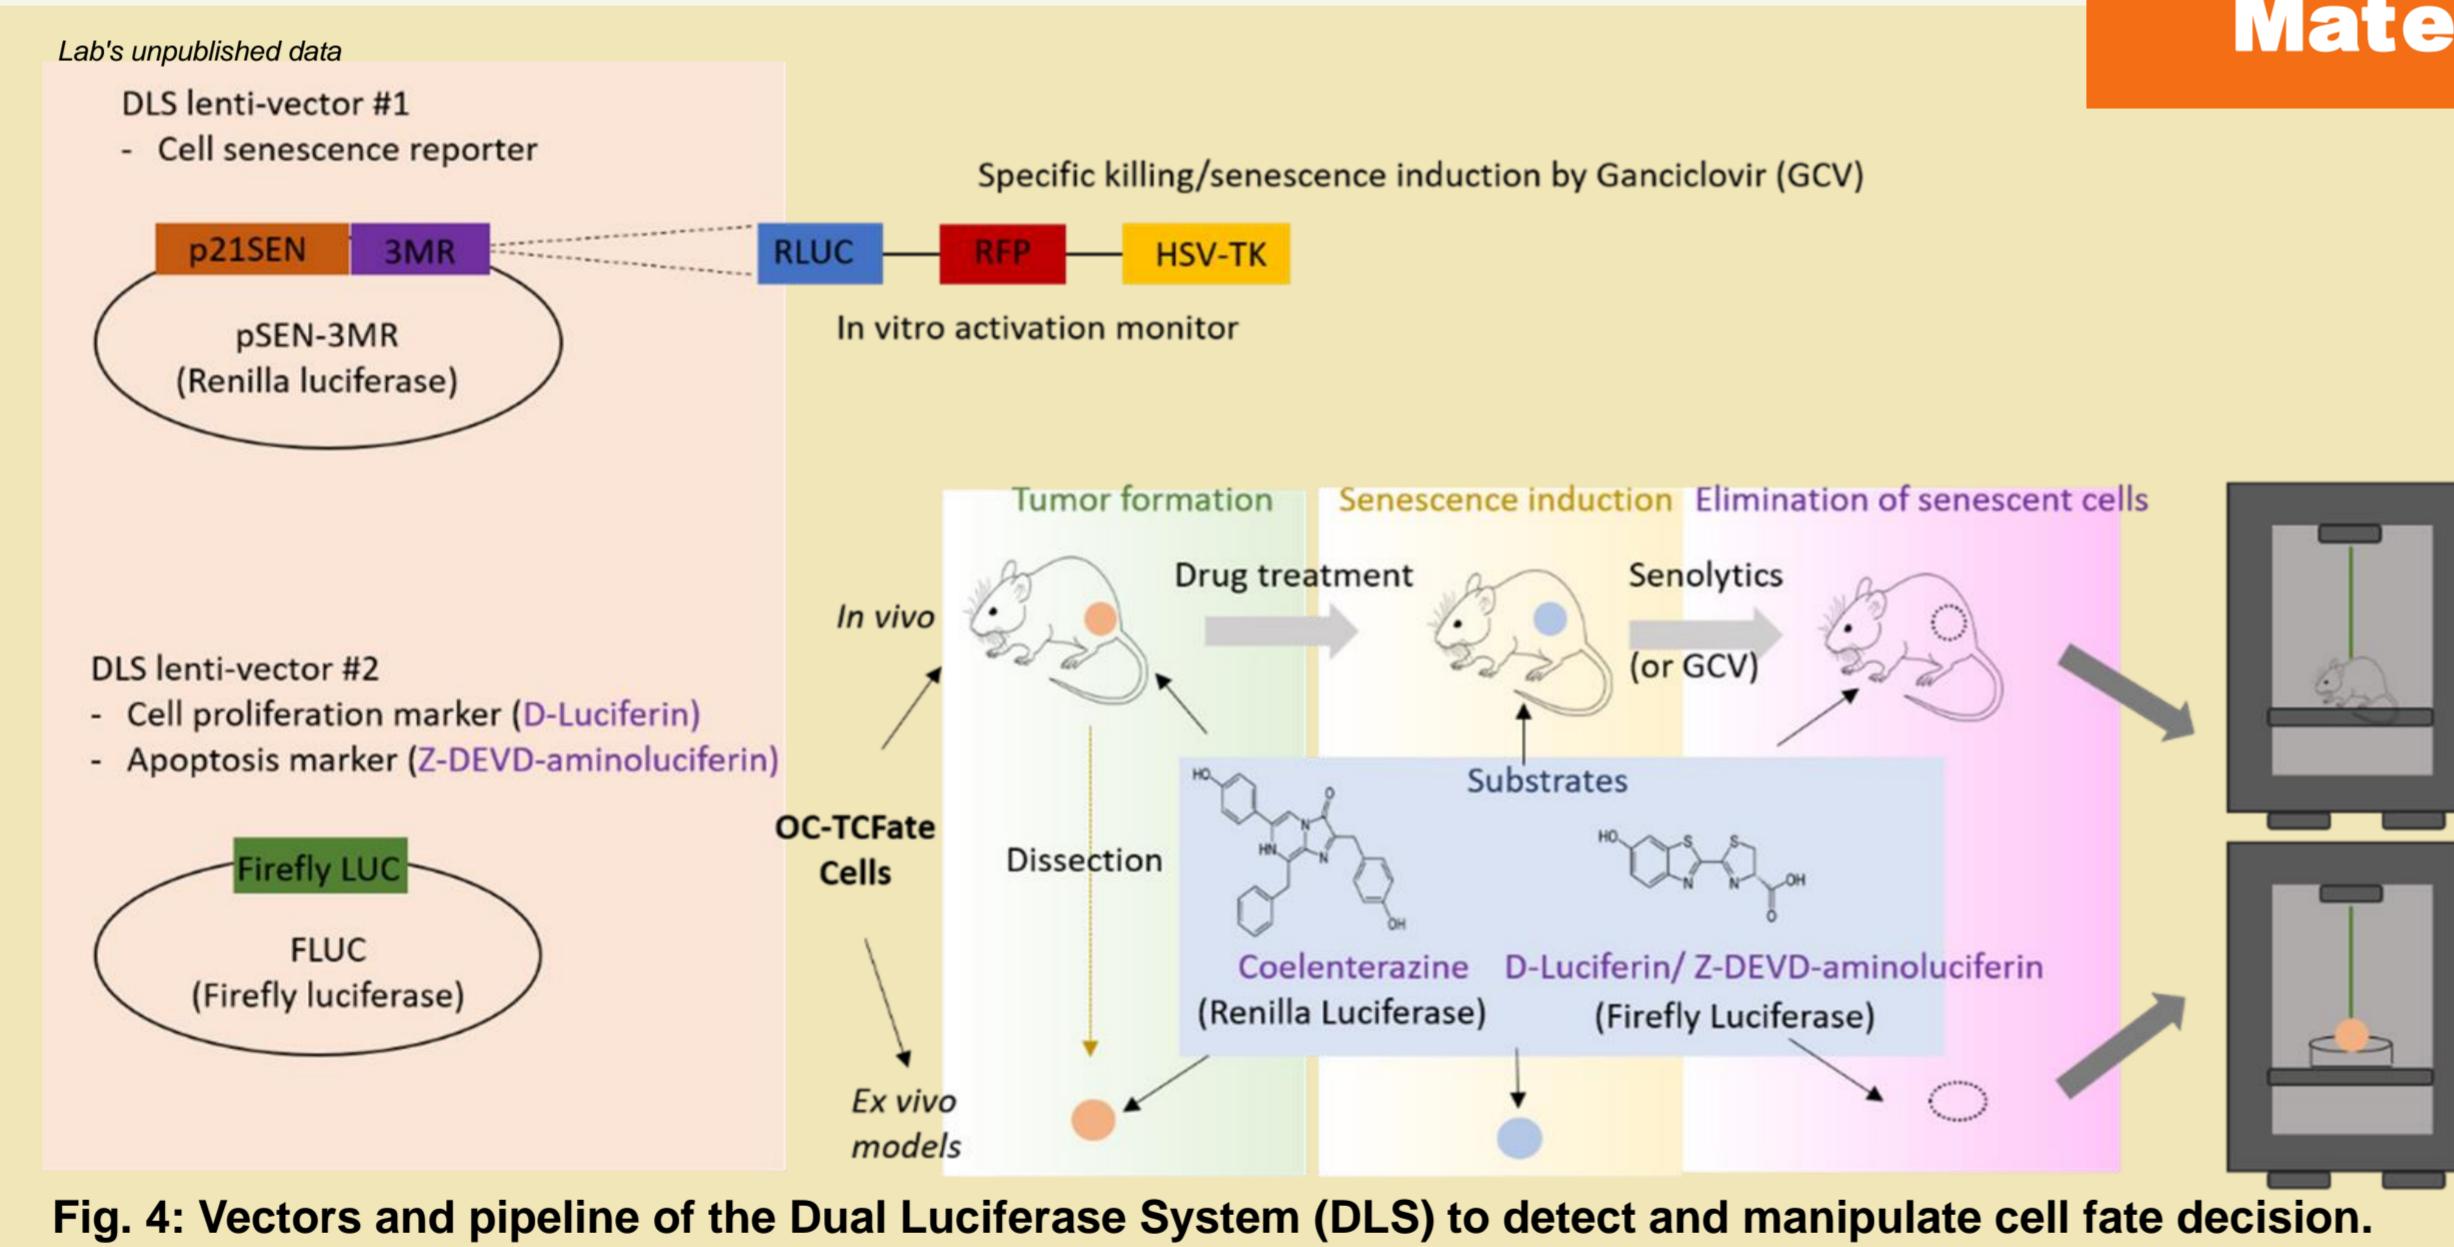 Mate
Lab's unpublished data
DLS lenti-vector #1
- Cell senescence reporter
Specific killing/senescence induction by Ganciclovir (GCV)
p21SEN
3MR
RLUC
RFP
HSV-TK
pSEN-3MR
(Renilla luciferase)
In vitro activation monitor
Tumor formation
Senescence induction
Elimination of senescent cells
Drug treatment
Senolytics
(or GCV)
In vivo
DLS lenti-vector #2
- Cell proliferation marker (D-Luciferin)
- Apoptosis marker (Z-DEVD-aminoluciferin)
Firefly LUC
FLUC
(Firefly luciferase)
OC-TCFate
Cells
Dissection
Substrates
HO
O
N
HN
N
OH
HO
S
S
N
N
OH
O
Coelenterazine
(Renilla Luciferase)
D-Luciferin/ Z-DEVD-aminoluciferin
(Firefly Luciferase)
Ex vivo
models
Fig. 4: Vectors and pipeline of the Dual Luciferase System (DLS) to detect and manipulate cell fate decision.